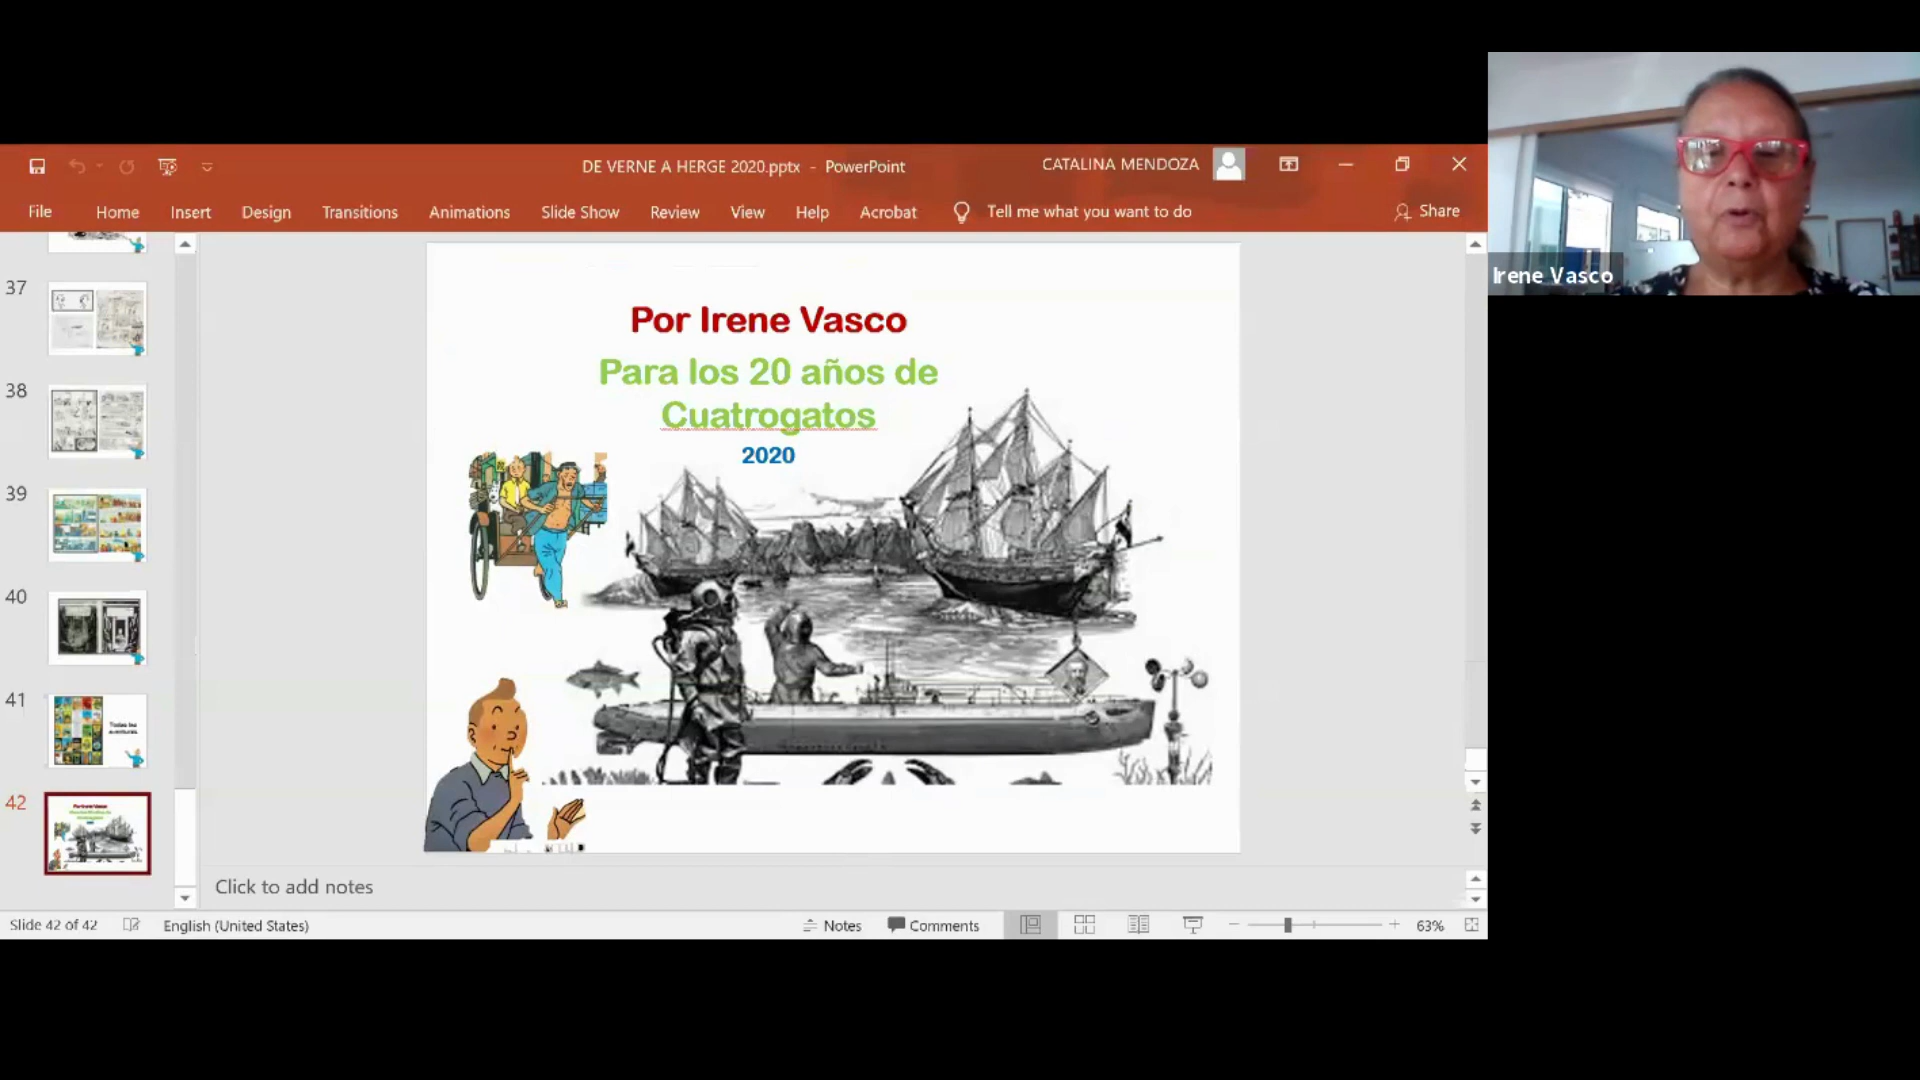 DE VERNE A HERGE 2020.pptx - PowerPoint
CATALINA MENDOZA
File Home Insert Design Transitions Animations Slide Show Review View Help Acrobat Tell me what you want to do Share
Irene Vasco
37
38
39
40
41
Todas las
aventuras
42
Por Irene Vasco
Para los 20 años de
Cuatrogatos
2020
Click to add notes
Slide 42 of 42 English (United States) Notes Comments 63%